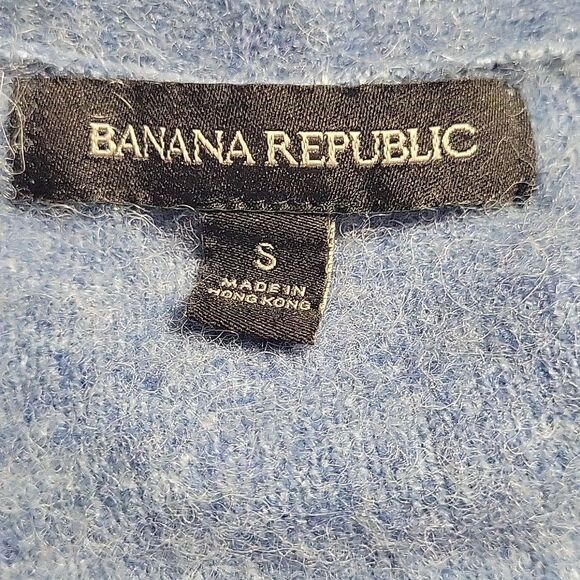 BANANA REPUBLIC
S
MADE IN
HONG KONG